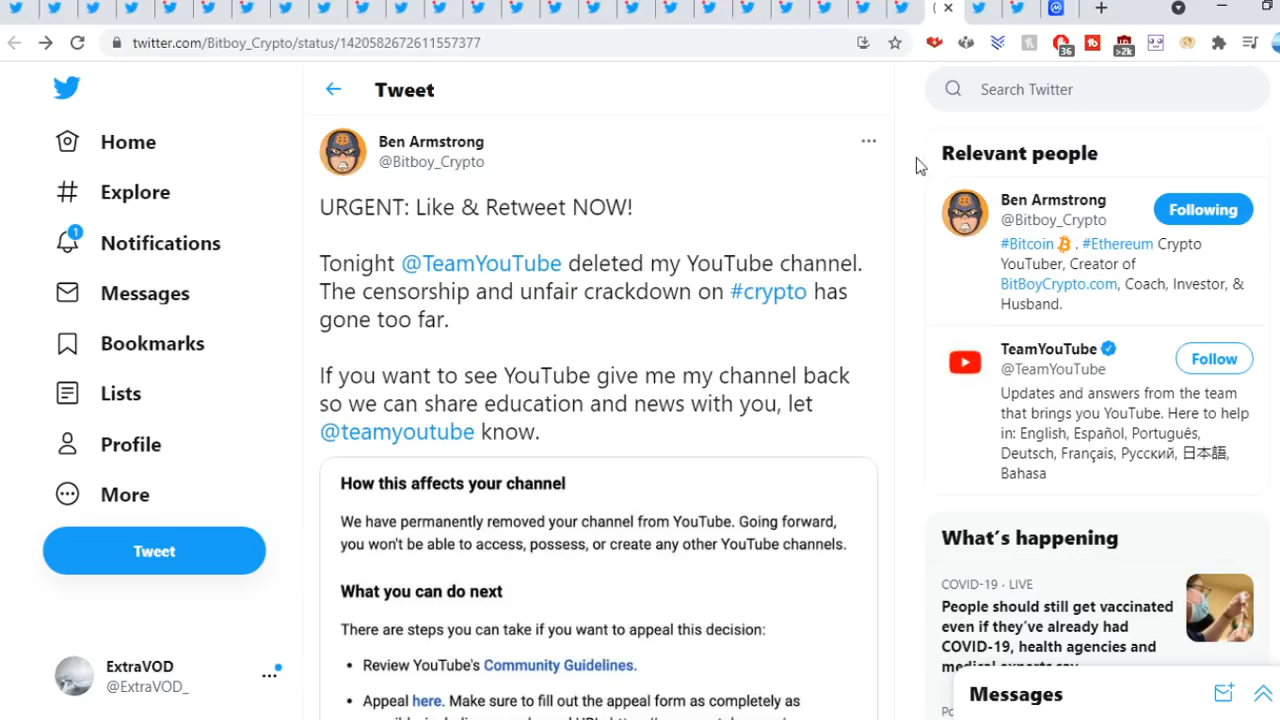 twitter.com/Bitboy_Crypto/status/1420582672611557377
36
>2k
Home
Explore
1
Notifications
Messages
Bookmarks
Lists
Profile
More
Tweet
ExtraVOD
@ExtraVOD_
Tweet
Ben Armstrong
@Bitboy_Crypto
URGENT: Like & Retweet NOW!
Tonight @TeamYouTube deleted my YouTube channel.
The censorship and unfair crackdown on #crypto has
gone too far.
If you want to see YouTube give me my channel back
so we can share education and news with you, let
@teamyoutube know.
How this affects your channel
We have permanently removed your channel from YouTube. Going forward,
you won't be able to access, possess, or create any other YouTube channels.
What you can do next
There are steps you can take if you want to appeal this decision:
• Review YouTube's Community Guidelines.
• Appeal here. Make sure to fill out the appeal form as completely as
Search Twitter
Relevant people
Ben Armstrong
@Bitboy_Crypto
Following
#Bitcoin . #Ethereum Crypto
YouTuber, Creator of
BitBoyCrypto.com, Coach, Investor, &
Husband.
TeamYouTube
@TeamYouTube
Follow
Updates and answers from the team
that brings you YouTube. Here to help
in: English, Español, Português,
Deutsch, Français, Русский, 日本語,
Bahasa
What's happening
COVID-19 · LIVE
People should still get vaccinated
even if they've already had
COVID-19, health agencies and
medical experts say
Messages